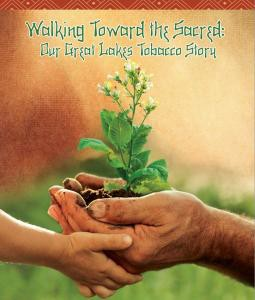 Walking Toward the Sacred:
Our Great Lakes Tobacco Story